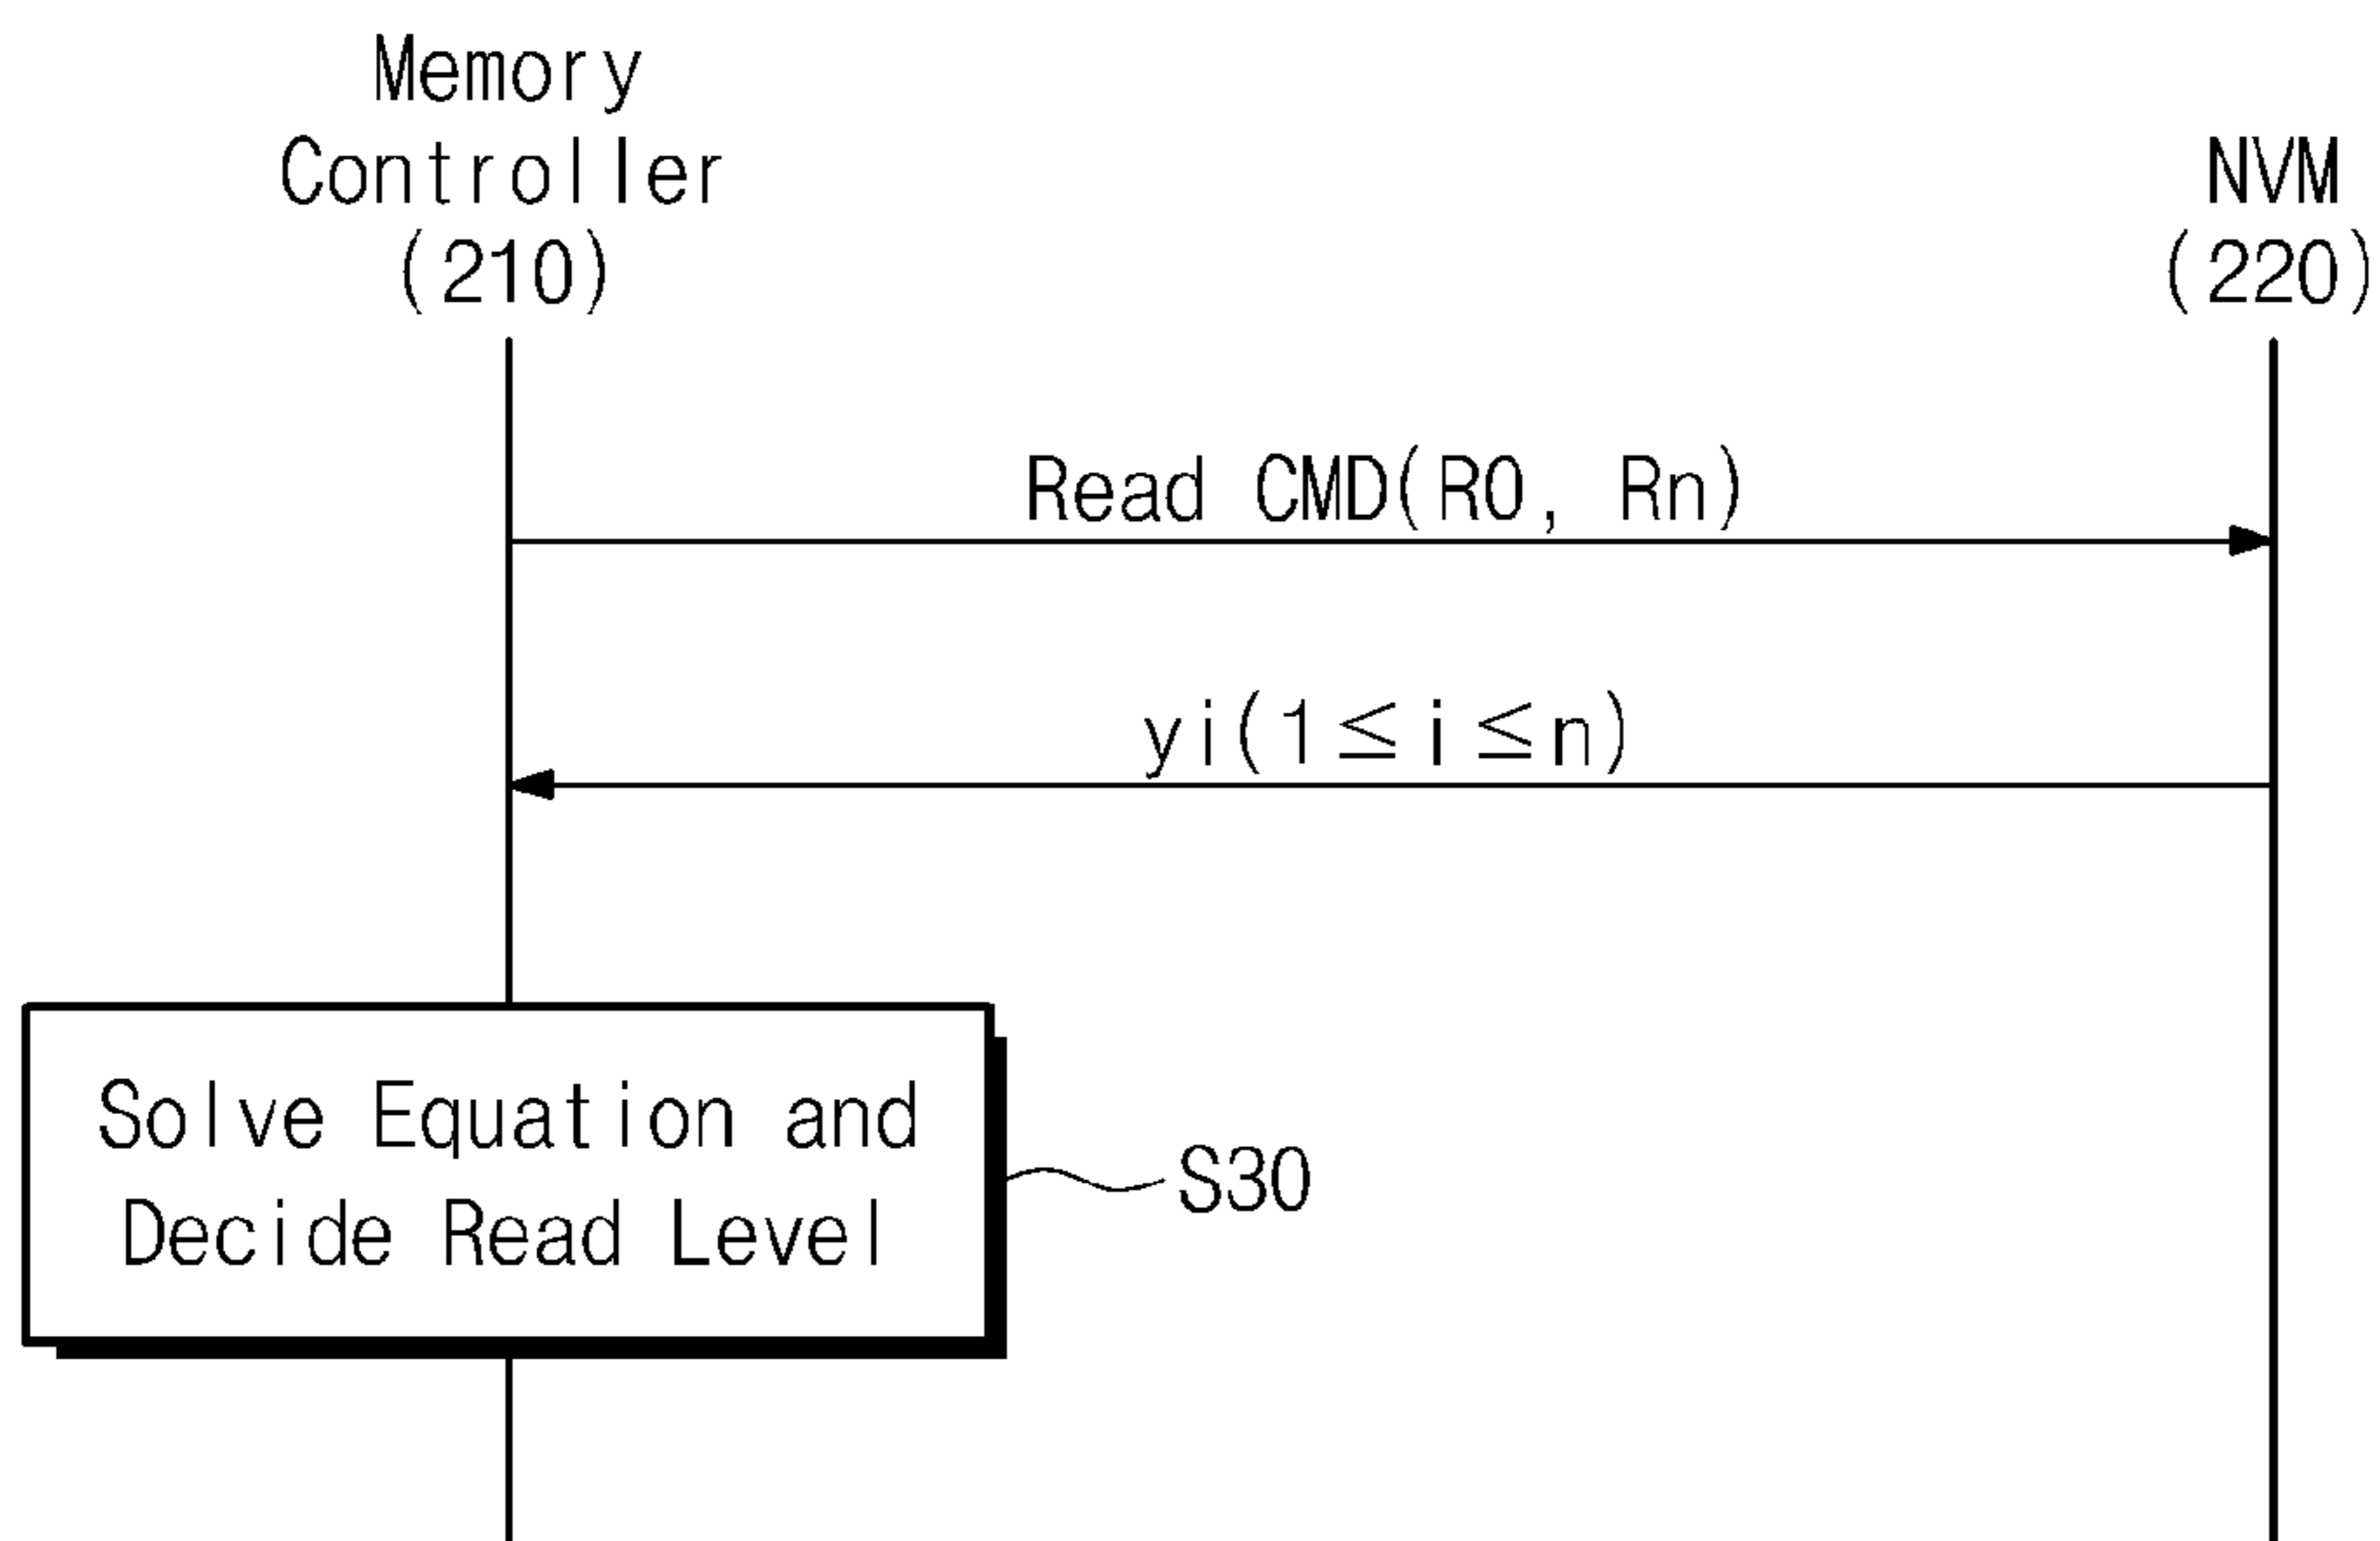 Memory
Controller
(210)
NVM
(220)
Read CMD(R0, Rn)
yi(1≤i≤n)
Solve Equation and
Decide Read Level
S30